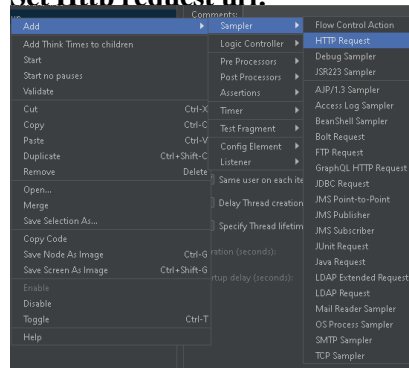 Set Http request url:
Comments:
Add
Add Think Times to children
Start
Start no pauses
Validate
Cut Ctrl-X
Copy Ctrl-C
Paste Ctrl-V
Duplicate Ctrl+Shift-C
Remove Delete
Open...
Merge
Save Selection As...
Copy Code
Save Node As Image Ctrl-G
Save Screen As Image Ctrl+Shift-G
Enable
Disable
Toggle Ctrl-T
Help
Sampler
Logic Controller
Pre Processors
Post Processors
Assertions
Timer
Test Fragment
Config Element
Listener
Same user on each
Delay Thread creation
Specify Thread
(seconds):
delay (seconds):
Flow Control Action
HTTP Request
Debug Sampler
JSR223 Sampler
AJP/1.3 Sampler
Access Log Sampler
BeanShell Sampler
Bolt Request
FTP Request
GraphQL HTTP Request
JDBC Request
JMS Point-to-Point
JMS Publisher
JMS Subscriber
JUnit Request
Java Request
LDAP Extended Request
LDAP Request
Mail Reader Sampler
OS Process Sampler
SMTP Sampler
TCP Sampler